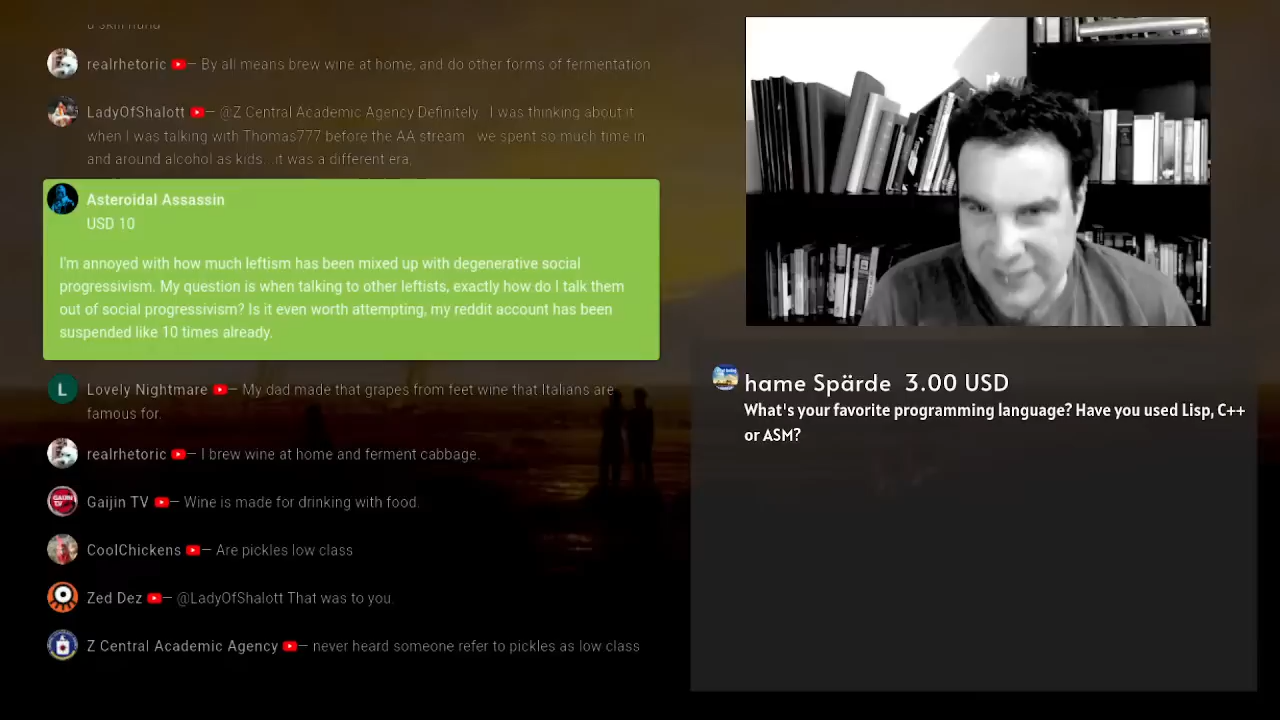 realrhetoric — By all means brew wine at home, and do other forms of fermentation
LadyOfShalott — @Z Central Academic Agency Definitely. I was thinking about it
when I was talking with Thomas777 before the AA stream we spent so much time in
and around alcohol as kids...it was a different era,
Asteroidal Assassin
USD 10
I'm annoyed with how much leftism has been mixed up with degenerative social
progressivism. My question is when talking to other leftists, exactly how do I talk them
out of social progressivism? Is it even worth attempting, my reddit account has been
suspended like 10 times already.
L
Lovely Nightmare — My dad made that grapes from feet wine that Italians are
famous for.
realrhetoric — I brew wine at home and ferment cabbage.
GAIJIN TV
Gaijin TV — Wine is made for drinking with food.
CoolChickens — Are pickles low class
Zed Dez — @LadyOfShalott That was to you.
Z Central Academic Agency — never heard someone refer to pickles as low class
hame Spärde 3.00 USD
What's your favorite programming language? Have you used Lisp, C++
or ASM?